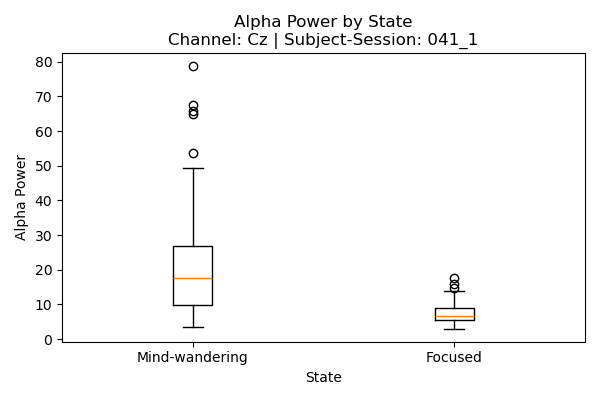 Alpha Power by State
Channel: Cz | Subject-Session: 041_1
80
70
60
50
40
30
20
10
0
Alpha Power
Mind-wandering
Focused
State